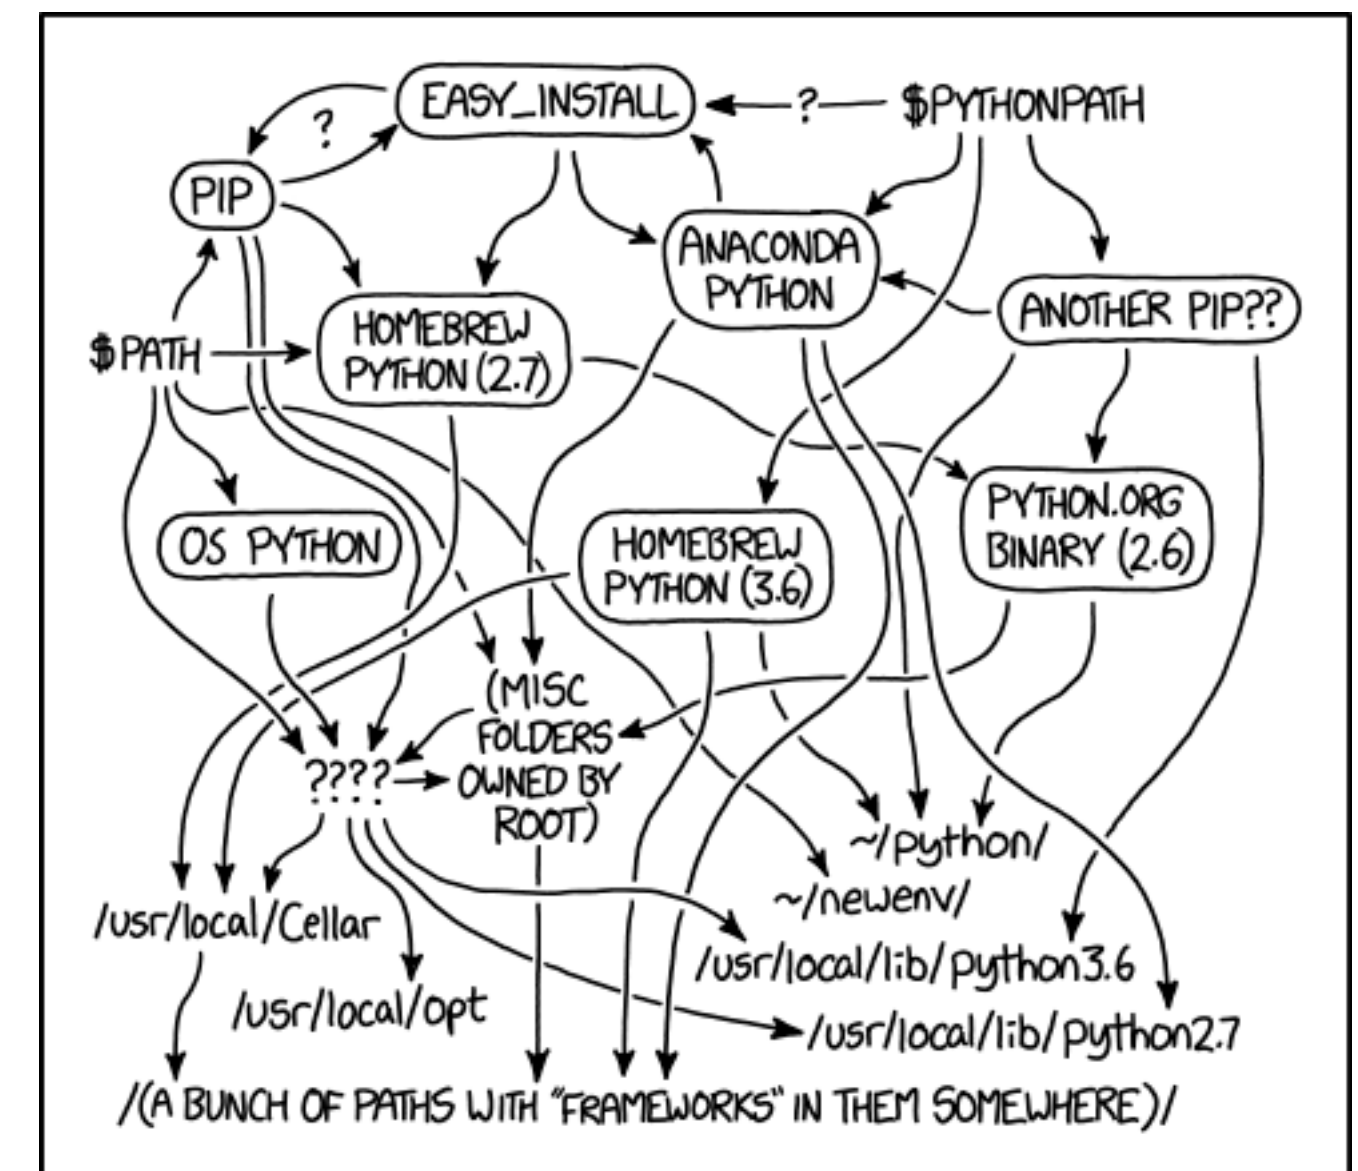 EASY_INSTALL
?
$PYTHONPATH
?
PIP
ANACONDA
PYTHON
ANOTHER PIP??
$PATH
HOMEBREW
PYTHON (2.7)
OS PYTHON
HOMEBREW
PYTHON (3.6)
PYTHON.ORG
BINARY (2.6)
????
(MISC
FOLDERS
OWNED BY
ROOT)
~/python/
~/newenv/
/usr/local/Cellar
/usr/local/lib/python3.6
/usr/local/opt
/usr/local/lib/python2.7
/(A BUNCH OF PATHS WITH "FRAMEWORKS" IN THEM SOMEWHERE)/